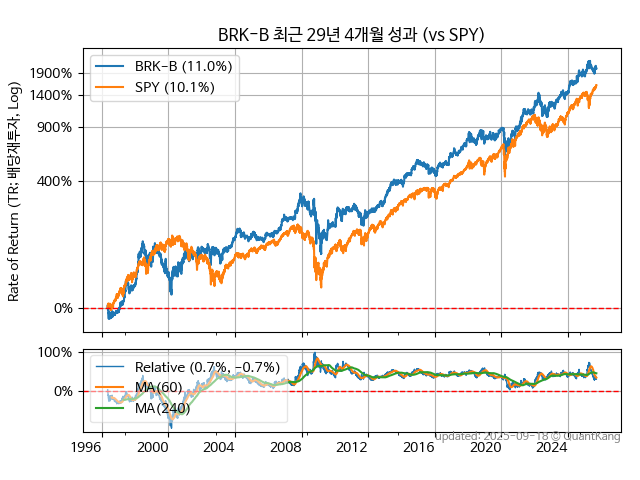 BRK-B 최근 29년 4개월 성과 (vs SPY)
Rate of Return (TR; 배당재투자, Log)
1900%
1400%
900%
400%
0%
BRK-B (11.0%)
SPY (10.1%)
100%
0%
Relative (0.7%, -0.7%)
MA(60)
MA(240)
1996 2000 2004 2008 2012 2016 2020 2024
Updated: 2025-09-18 © QuantKang